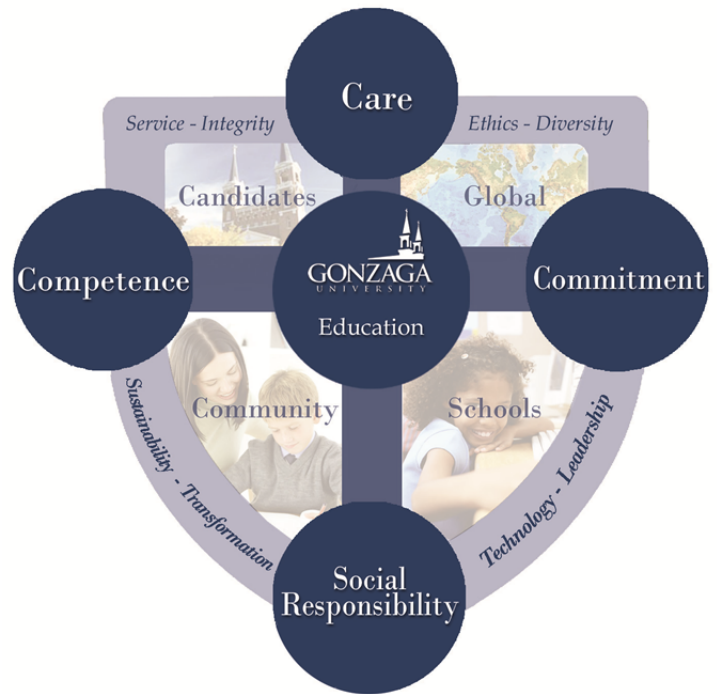 Care
Service - Integrity
Ethics - Diversity
Candidates
Global
GONZAGA
UNIVERSITY
Education
Competence
Commitment
Community
Schools
Sustainability - Transformation
Technology - Leadership
Social
Responsibility